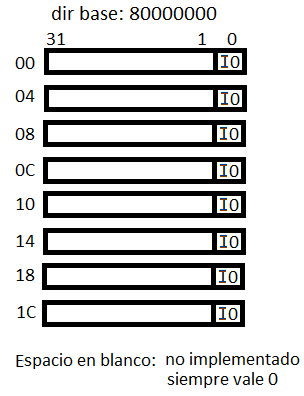 dir base: 80000000
31 1 0
00 IO
04 IO
08 IO
0C IO
10 IO
14 IO
18 IO
1C IO
Espacio en blanco: no implementado
siempre vale 0